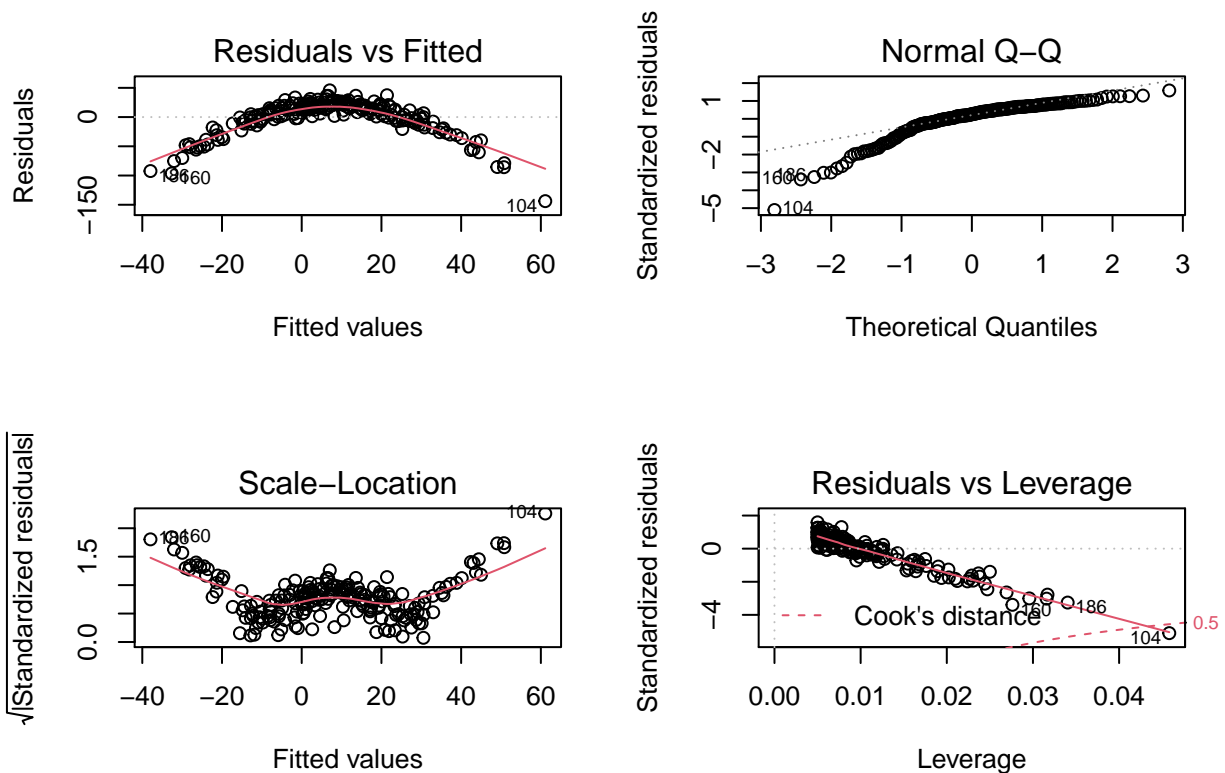 Residuals vs Fitted
Residuals
0
−150
186
160
104
−40 −20 0 20 40 60
Fitted values
Normal Q−Q
Standardized residuals
1
−2
−5
160
186
104
−3 −2 −1 0 1 2 3
Theoretical Quantiles
Scale−Location
√|Standardized residuals|
1.5
0.0
186
160
104
−40 −20 0 20 40 60
Fitted values
Residuals vs Leverage
Standardized residuals
0
−4
160
186
104
Cook's distance
0.5
0.00 0.01 0.02 0.03 0.04
Leverage